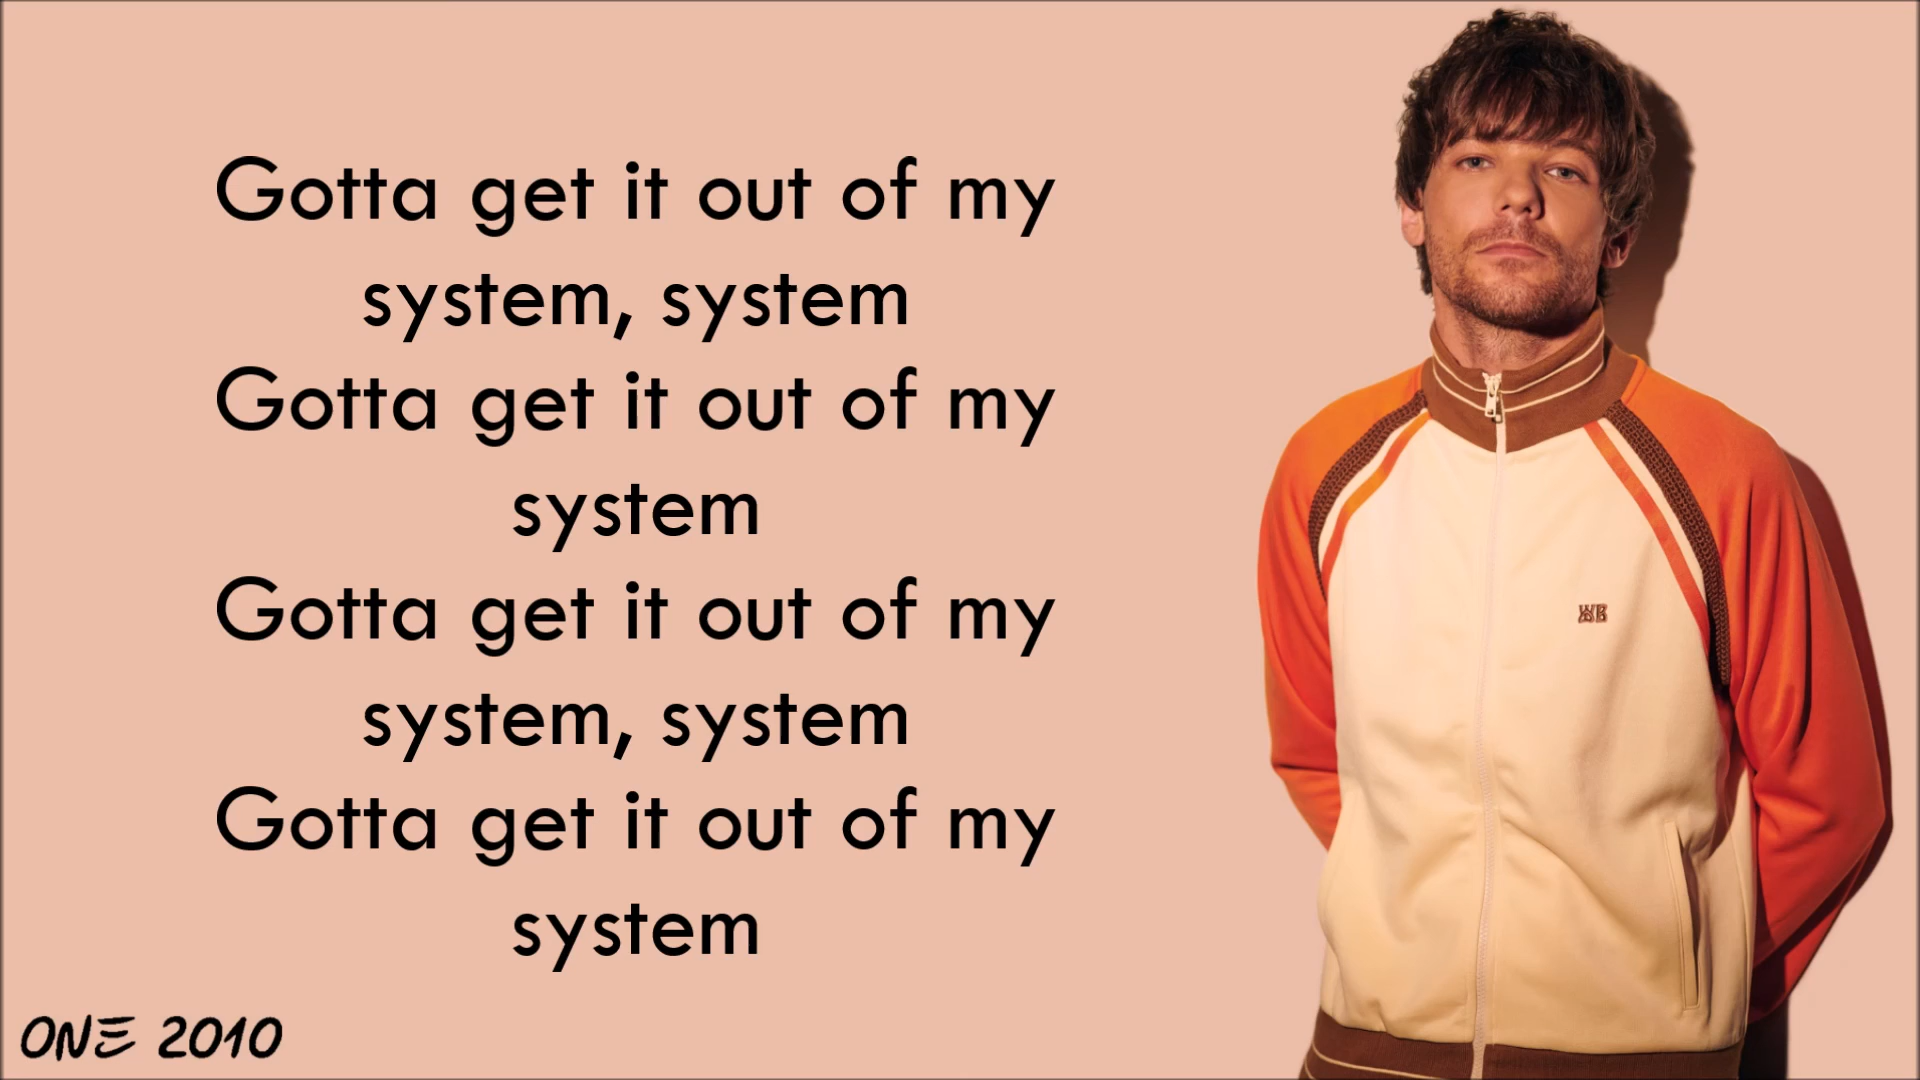 Gotta get it out of my
system, system
Gotta get it out of my
system
Gotta get it out of my
system, system
Gotta get it out of my
system
WB
ONE 2010